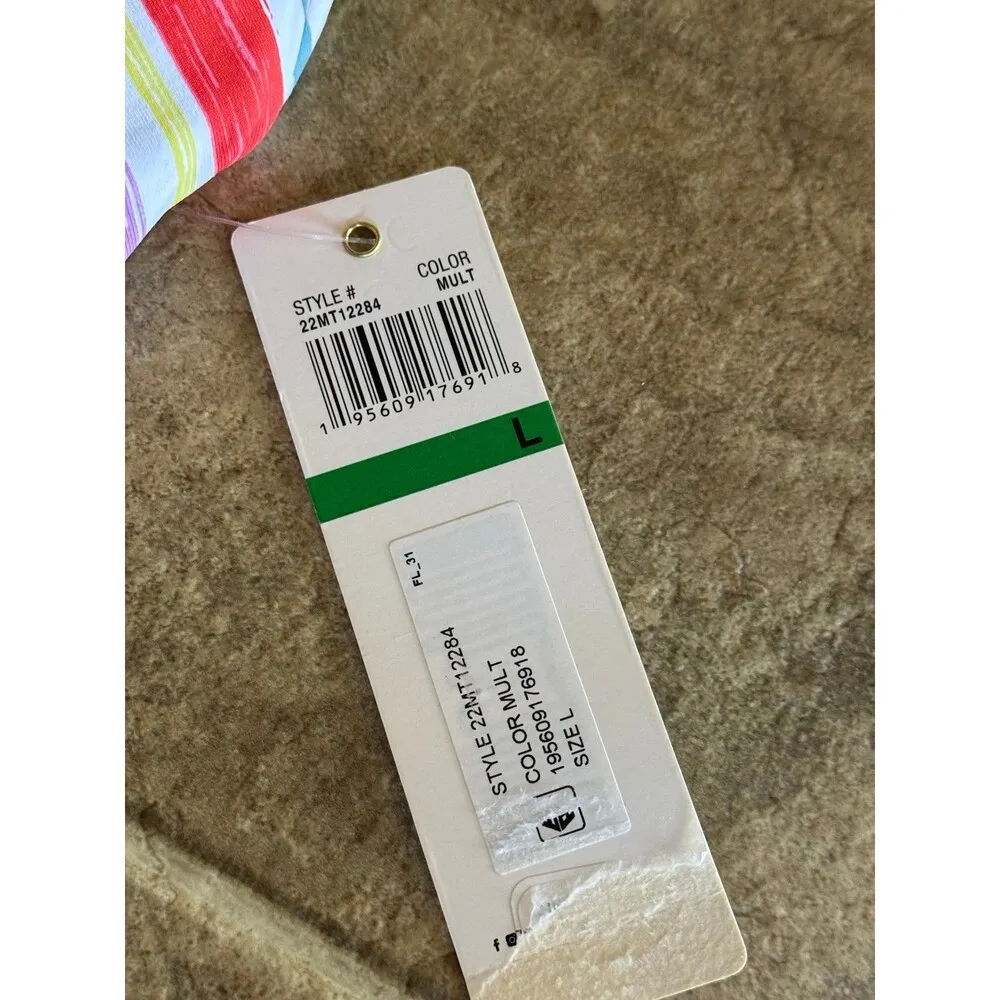 COLOR
MULT
STYLE #
22MT12284
1 95609 17691 8
L
FL_31
STYLE 22MT12284
COLOR MULT
195609176918
SIZE L